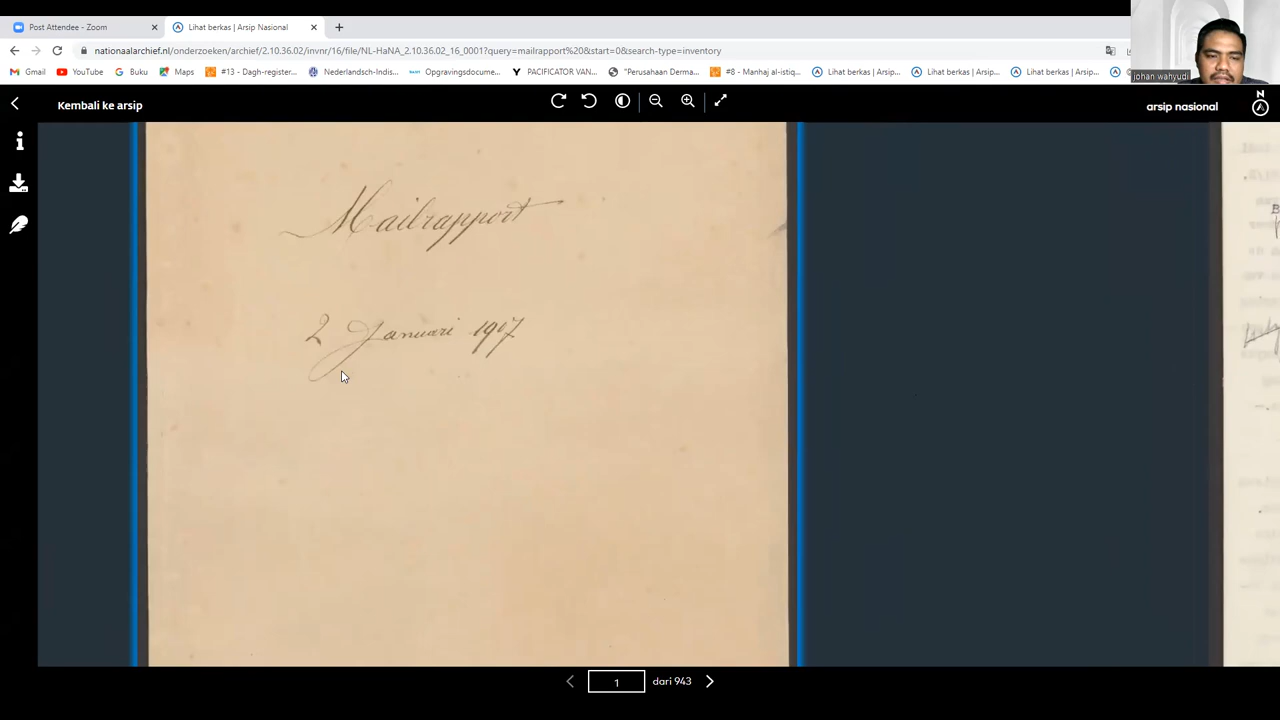 Post Attendee - Zoom
Lihat berkas | Arsip Nasional
nationaalarchief.nl/onderzoeken/archief/2.10.36.02/invnr/16/file/NL-HaNA_2.10.36.02_16_0001?query=mailrapport%20&start=0&search-type=inventory
Gmail
YouTube
Buku
Maps
#13 - Dagh-register...
Nederlandsch-Indis...
Opgravingsdocume...
PACIFICATOR VAN...
"Perusahaan Derma...
#8 - Manhaj al-istiq...
Lihat berkas | Arsip...
Lihat berkas | Arsip...
Lihat berkas | Arsip...
johan wahyudi
Kembali ke arsip
arsip nasional
Mailrapport
2 Januari 1907
1 dari 943